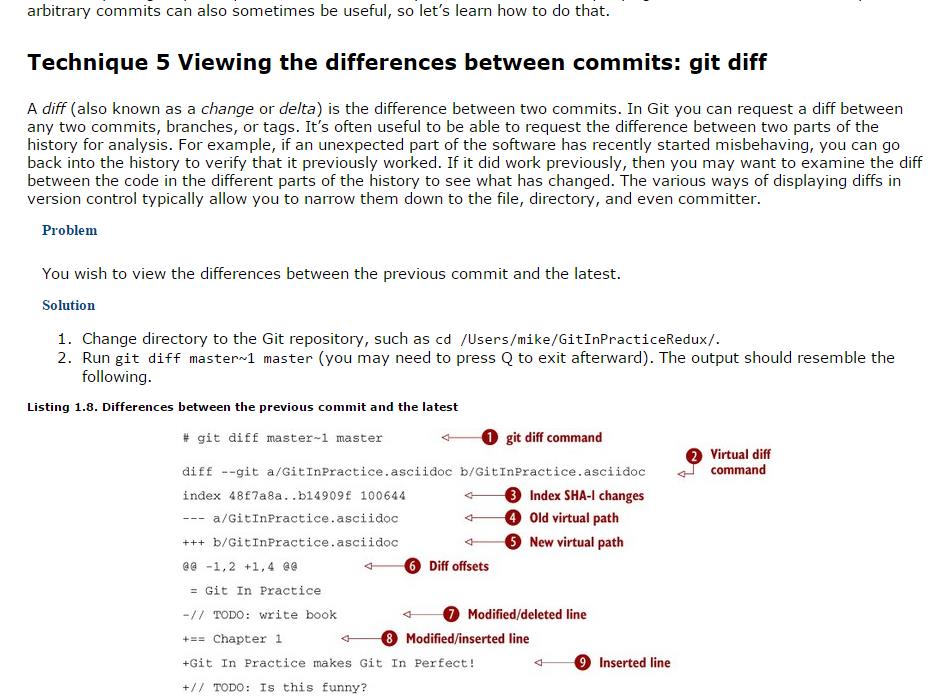 arbitrary commits can also sometimes be useful, so let's learn how to do that.
Technique 5 Viewing the differences between commits: git diff
A diff (also known as a change or delta) is the difference between two commits. In Git you can request a diff between
any two commits, branches, or tags. It's often useful to be able to request the difference between two parts of the
history for analysis. For example, if an unexpected part of the software has recently started misbehaving, you can go
back into the history to verify that it previously worked. If it did work previously, then you may want to examine the diff
between the code in the different parts of the history to see what has changed. The various ways of displaying diffs in
version control typically allow you to narrow them down to the file, directory, and even committer.
Problem
You wish to view the differences between the previous commit and the latest.
Solution
1. Change directory to the Git repository, such as cd /Users/mike/GitInPracticeRedux/.
2. Run git diff master~1 master (you may need to press Q to exit afterward). The output should resemble the
following.
Listing 1.8. Differences between the previous commit and the latest
# git diff master~1 master 1 git diff command
diff --git a/GitInPractice.asciidoc b/GitInPractice.asciidoc 2 Virtual diff
command
index 48f7a8a..b14909f 100644 3 Index SHA-1 changes
--- a/GitInPractice.asciidoc 4 Old virtual path
+++ b/GitInPractice.asciidoc 5 New virtual path
@@ -1,2 +1,4 @@ 6 Diff offsets
= Git In Practice
-// TODO: write book 7 Modified/deleted line
+== Chapter 1 8 Modified/inserted line
+Git In Practice makes Git In Perfect! 9 Inserted line
+// TODO: Is this funny?